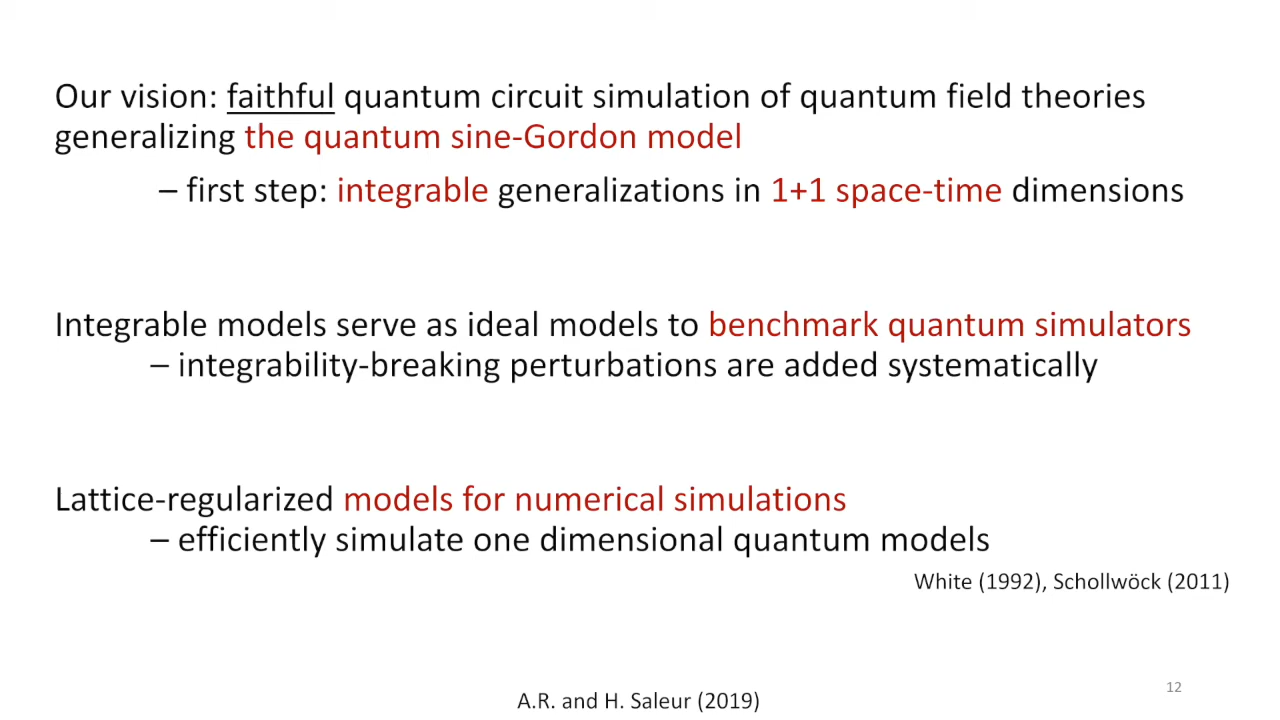 Our vision: faithful quantum circuit simulation of quantum field theories
generalizing the quantum sine-Gordon model
– first step: integrable generalizations in 1+1 space-time dimensions
Integrable models serve as ideal models to benchmark quantum simulators
– integrability-breaking perturbations are added systematically
Lattice-regularized models for numerical simulations
– efficiently simulate one dimensional quantum models
White (1992), Schollwöck (2011)
12
A.R. and H. Saleur (2019)